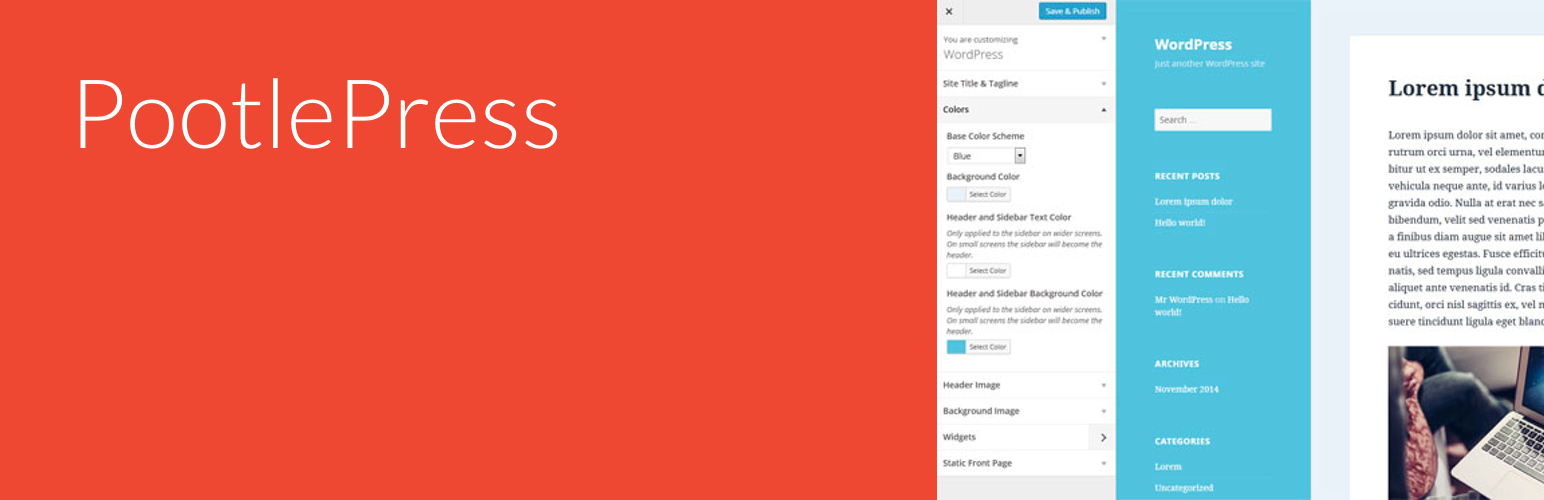 PootlePress
Save & Publish
You are customizing
WordPress
Site Title & Tagline
Colors
Base Color Scheme
Blue
Background Color
Select Color
Header and Sidebar Text Color
Only applied to the sidebar on wider screens.
On small screens the sidebar will become the
header.
Select Color
Header and Sidebar Background Color
Only applied to the sidebar on wider screens.
On small screens the sidebar will become the
header.
Select Color
Header Image
Background Image
Widgets
Static Front Page
WordPress
Just another WordPress site
Search ...
RECENT POSTS
Lorem ipsum dolor
Hello world!
RECENT COMMENTS
Mr WordPress on Hello
world!
ARCHIVES
November 2014
CATEGORIES
Lorem
Uncategorized
Lorem ipsum
Lorem ipsum dolor sit amet,
rutrum orci urna, vel
bitur ut ex semper, sodales
vehicula neque ante, id varius
gravida odio. Nulla at erat nec
bibendum, velit sed venenatis
a finibus diam augue sit amet
eu ultrices egestas. Fusce
natis, sed tempus ligula
aliquet ante venenatis id. Cras
cidunt, orci nisl sagittis ex, vel
suere tincidunt ligula eget